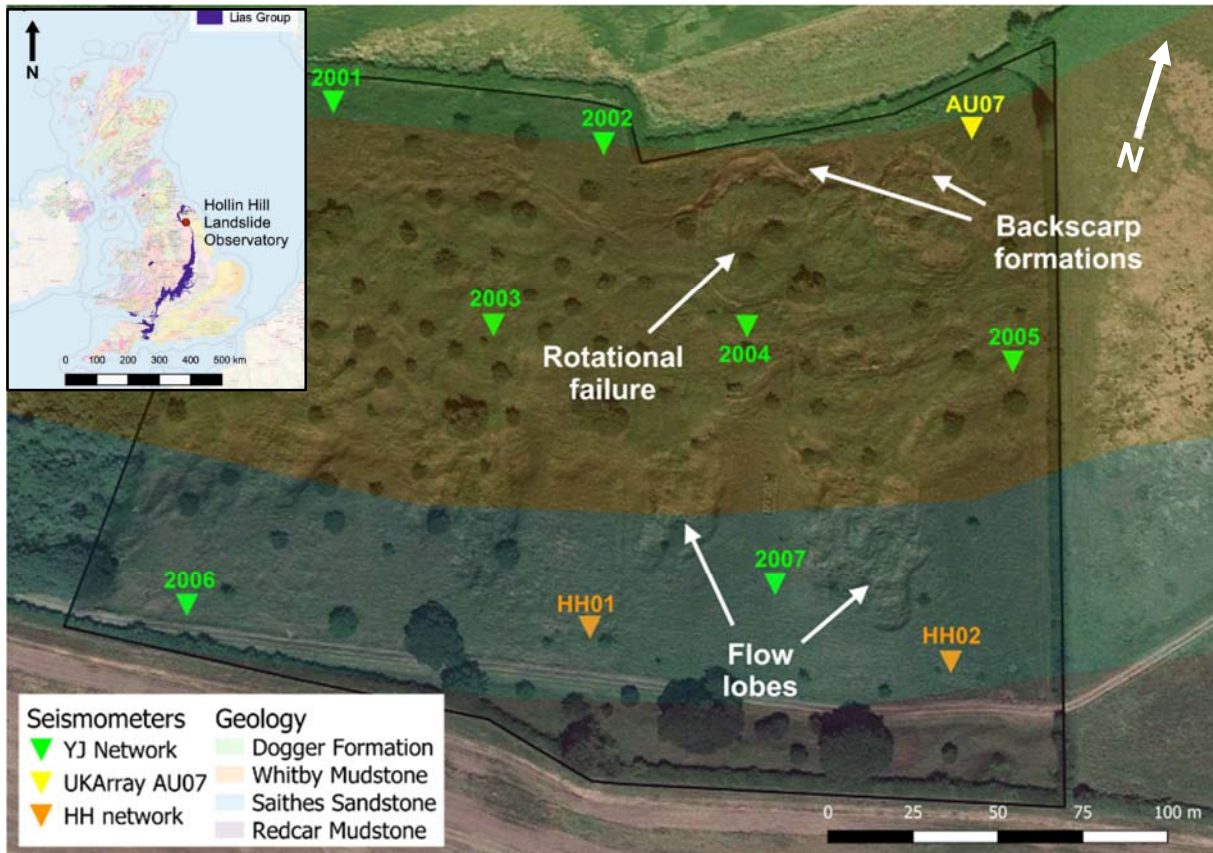 Lias Group
N
Hollin Hill
Landslide
Observatory
0 100 200 300 400 500 km
2001
2002
AU07
N
Backscarp
formations
2003
2004
2005
Rotational
failure
2006
HH01
2007
HH02
Flow
lobes
Seismometers
YJ Network
UKArray AU07
HH network
Geology
Dogger Formation
Whitby Mudstone
Saithes Sandstone
Redcar Mudstone
0 25 50 75 100 m